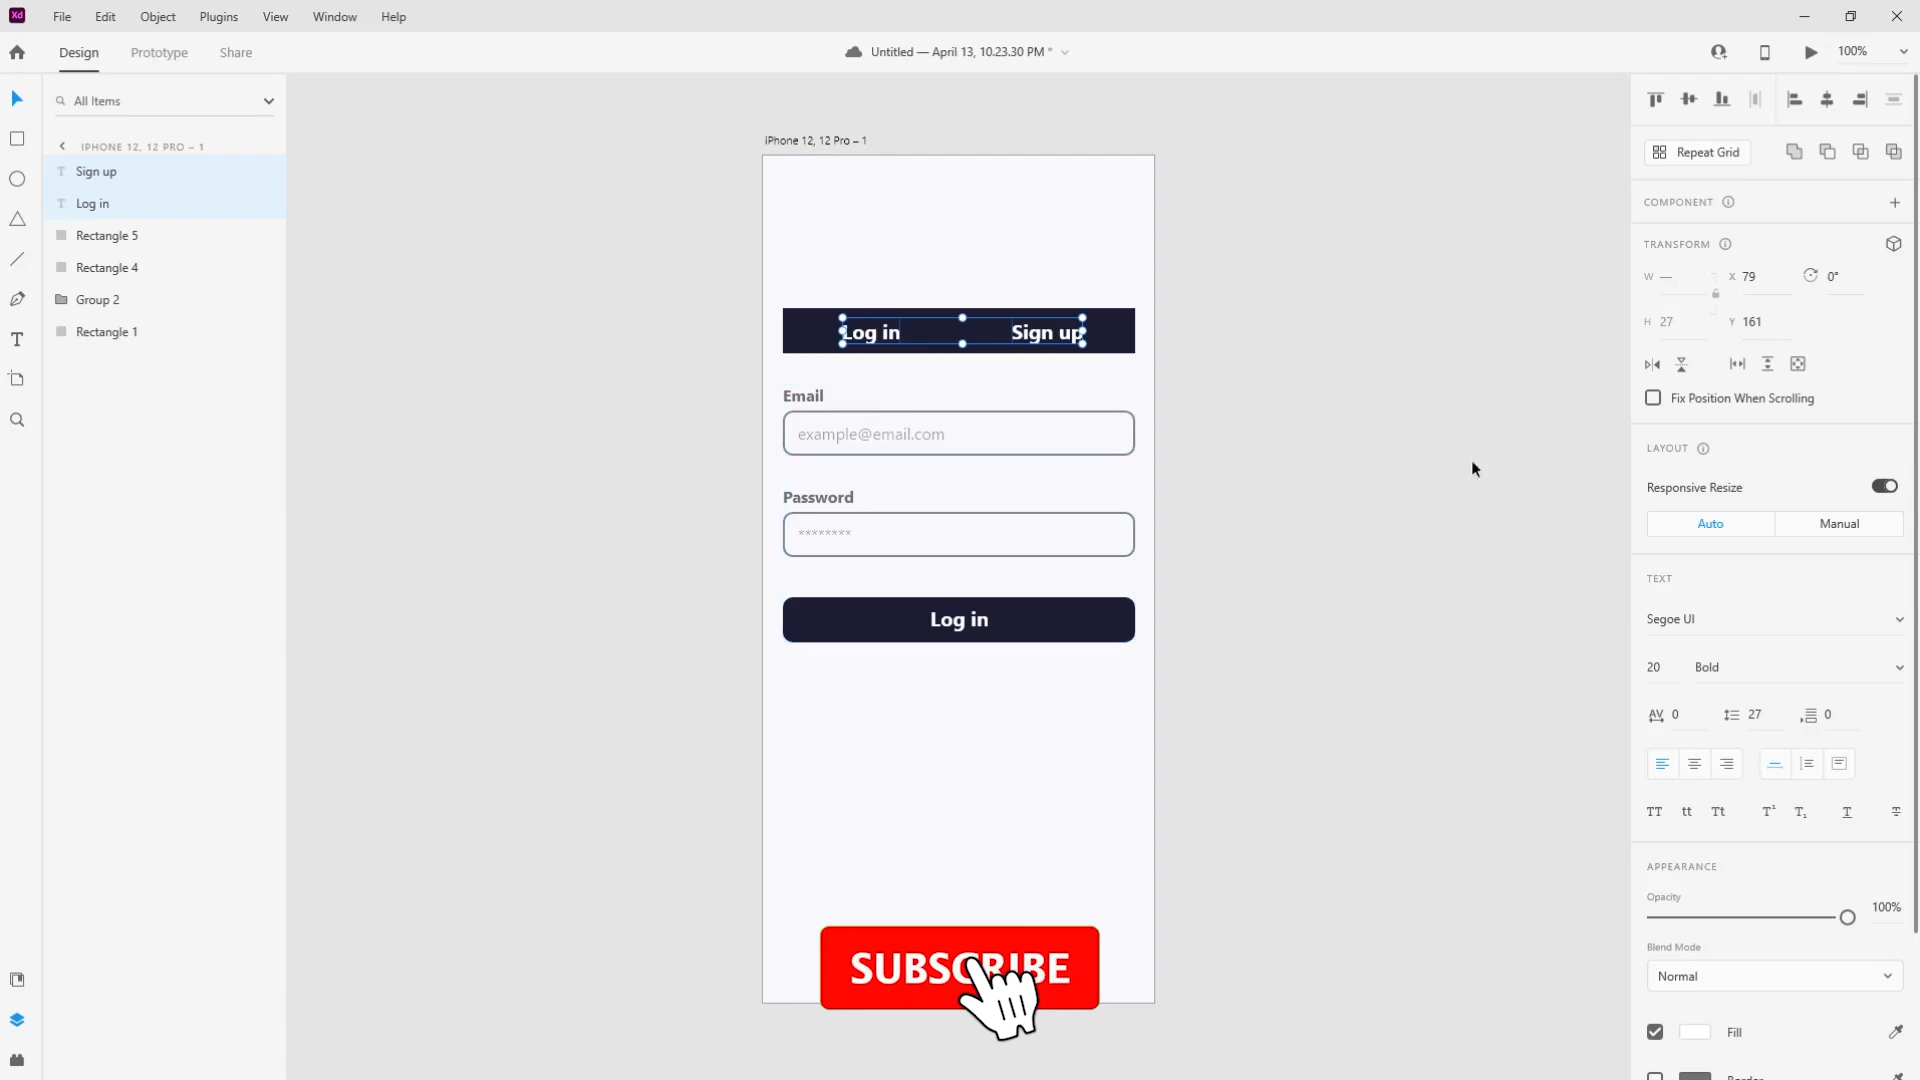 Xd File Edit Object Plugins View Window Help
Design Prototype Share
Untitled — April 13, 10.23.30 PM *
100%
All Items
IPHONE 12, 12 PRO – 1
Sign up
Log in
Rectangle 5
Rectangle 4
Group 2
Rectangle 1
iPhone 12, 12 Pro – 1
Log in Sign up
Email
example@email.com
Password
********
Log in
SUBSCRIBE
Repeat Grid
COMPONENT
TRANSFORM
W — X 79 0°
H 27 Y 161
Fix Position When Scrolling
LAYOUT
Responsive Resize
Auto Manual
TEXT
Segoe UI
20 Bold
AV 0 27 0
TT tt Tt T¹ T₁ T T
APPEARANCE
Opacity
100%
Blend Mode
Normal
Fill